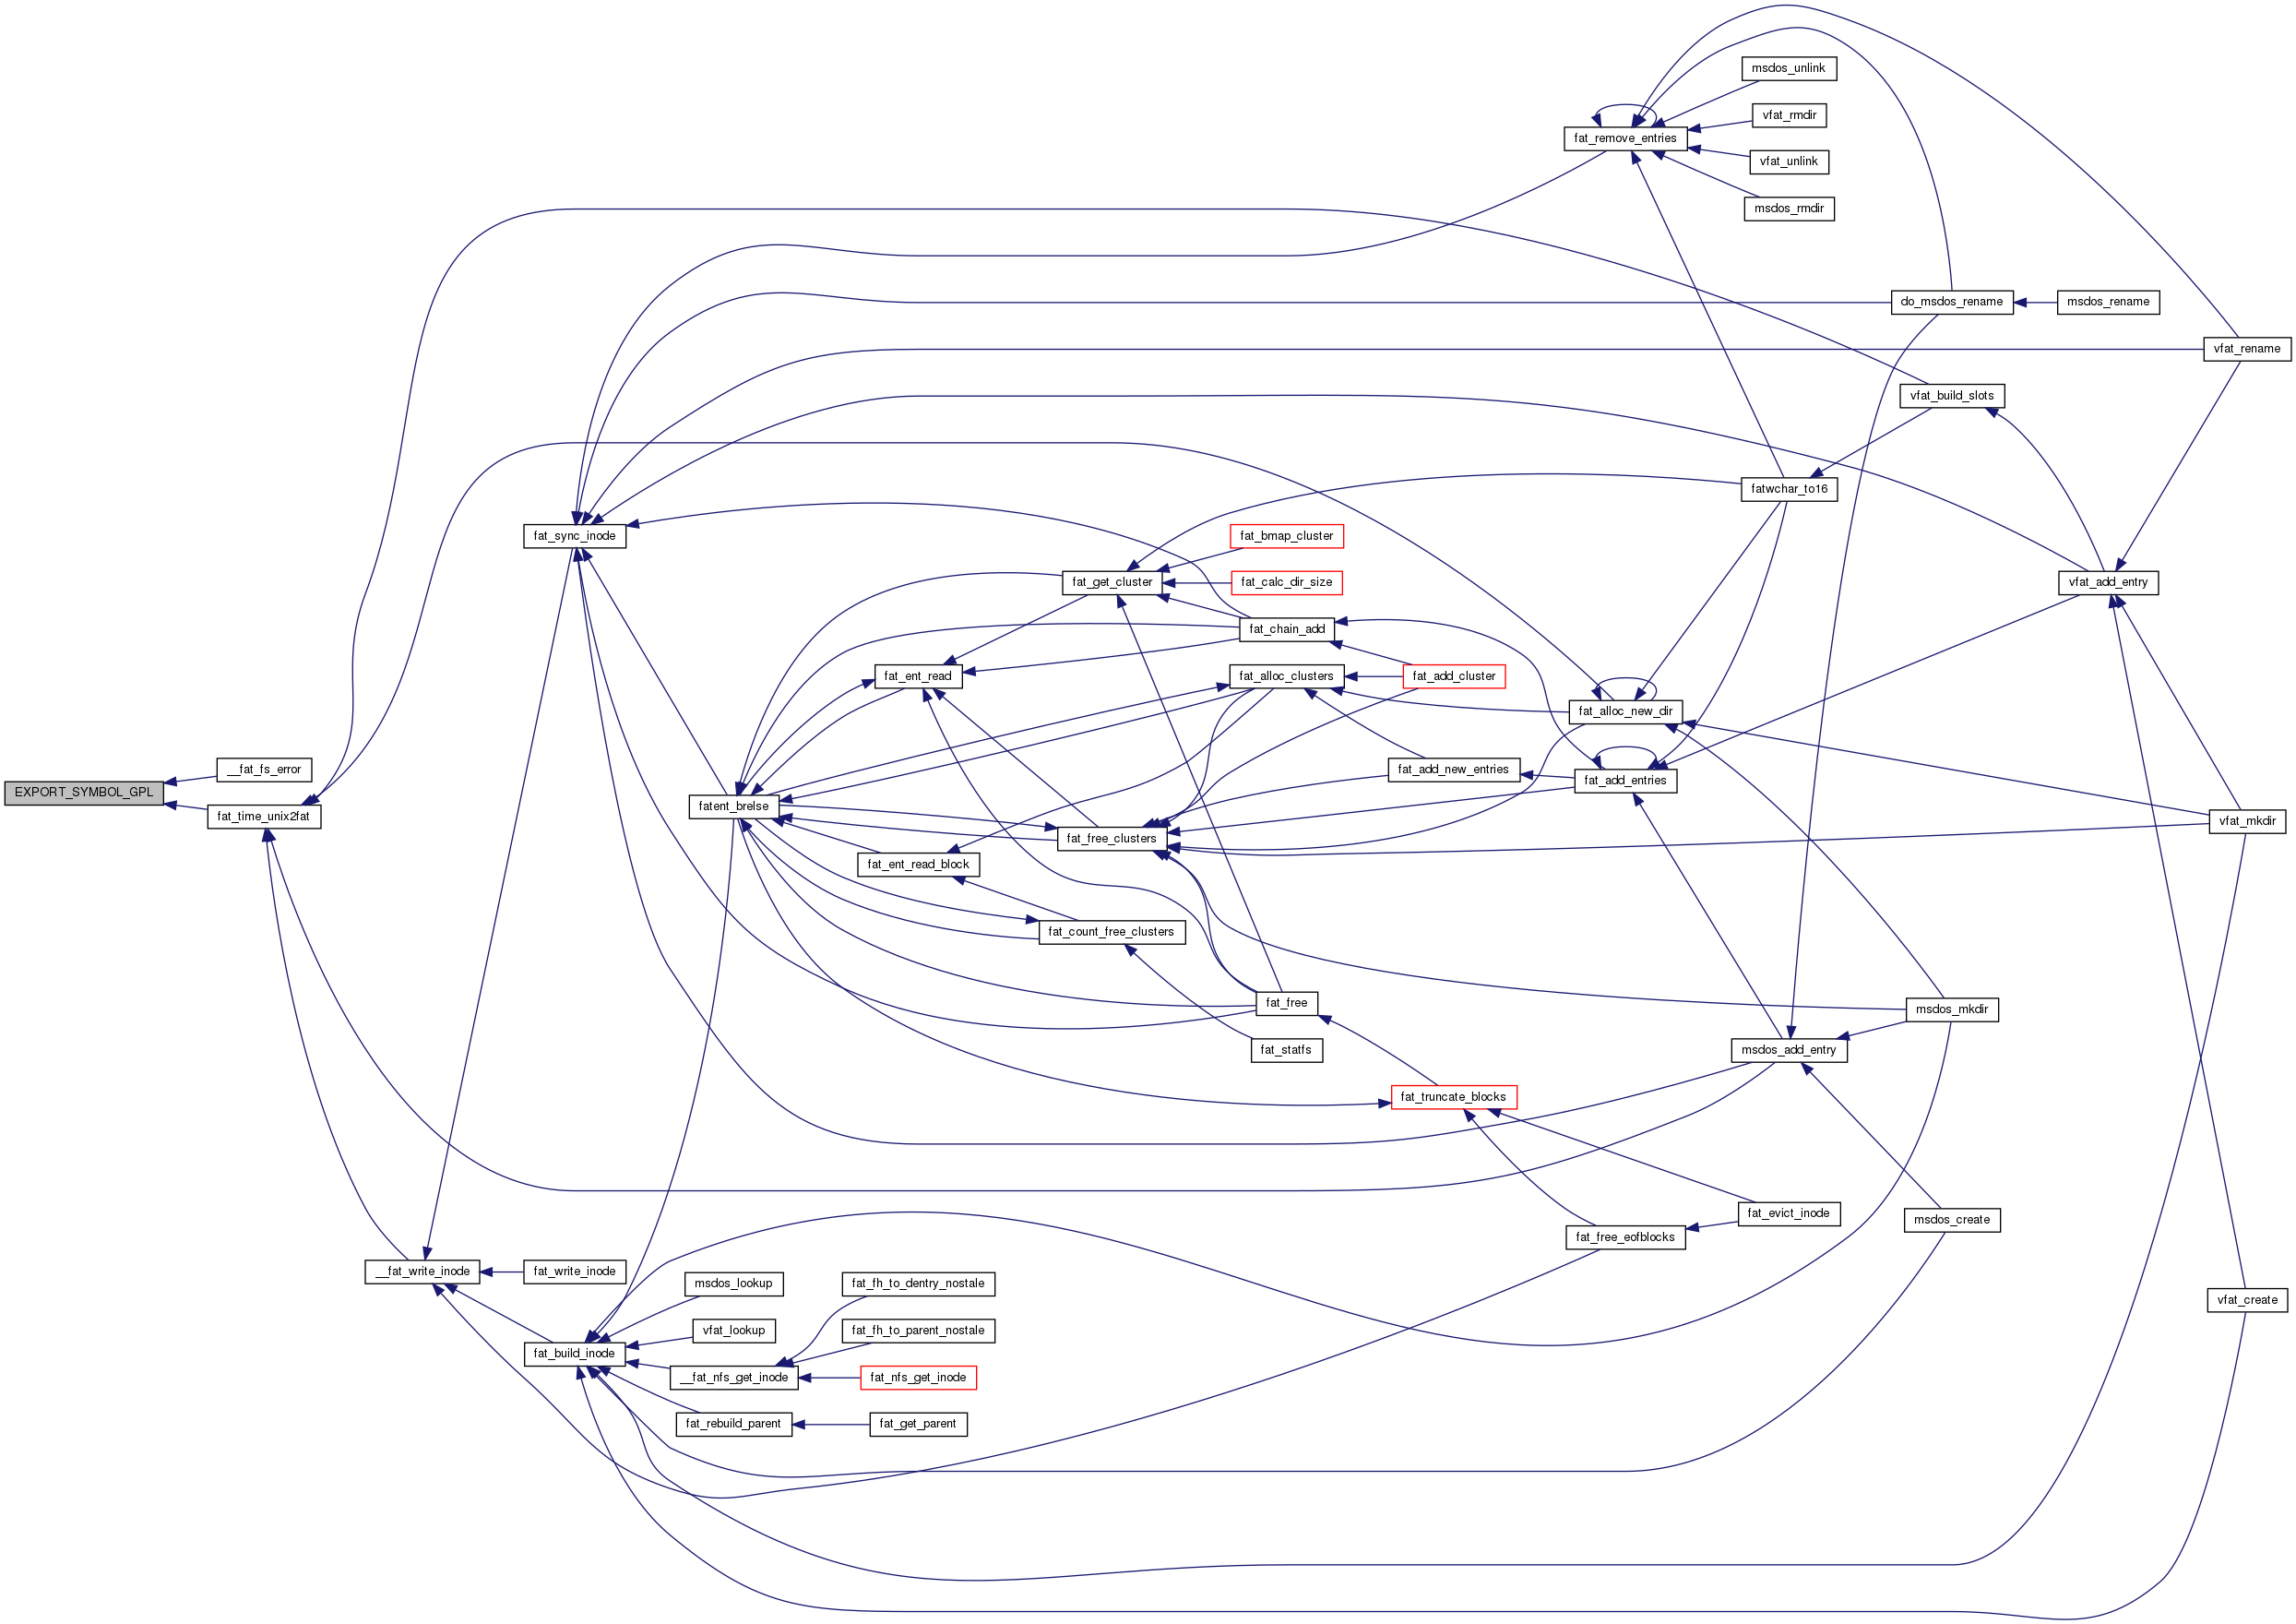 msdos_unlink
vfat_rmdir
fat_remove_entries
vfat_unlink
msdos_rmdir
do_msdos_rename
msdos_rename
vfat_rename
vfat_build_slots
fatwchar_to16
fat_sync_inode
fat_bmap_cluster
fat_get_cluster
fat_calc_dir_size
vfat_add_entry
fat_chain_add
fat_ent_read
fat_alloc_clusters
fat_add_cluster
fat_alloc_new_dir
__fat_fs_error
fat_add_new_entries
fat_add_entries
EXPORT_SYMBOL_GPL
fat_time_unix2fat
fatent_brelse
vfat_mkdir
fat_free_clusters
fat_ent_read_block
fat_count_free_clusters
fat_free
msdos_mkdir
fat_statfs
msdos_add_entry
fat_truncate_blocks
fat_evict_inode
msdos_create
fat_free_eofblocks
__fat_write_inode
fat_write_inode
msdos_lookup
fat_fh_to_dentry_nostale
vfat_create
vfat_lookup
fat_fh_to_parent_nostale
fat_build_inode
__fat_nfs_get_inode
fat_nfs_get_inode
fat_rebuild_parent
fat_get_parent